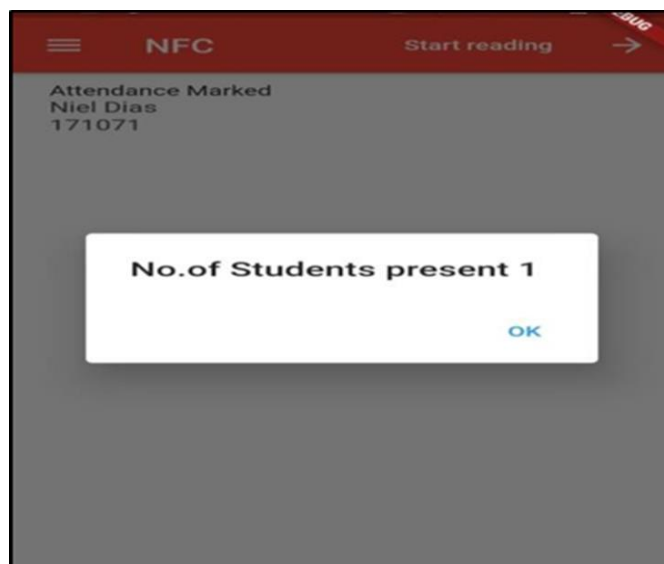 NFC
Start reading
Attendance Marked
Niel Dias
171071
No.of Students present 1
OK